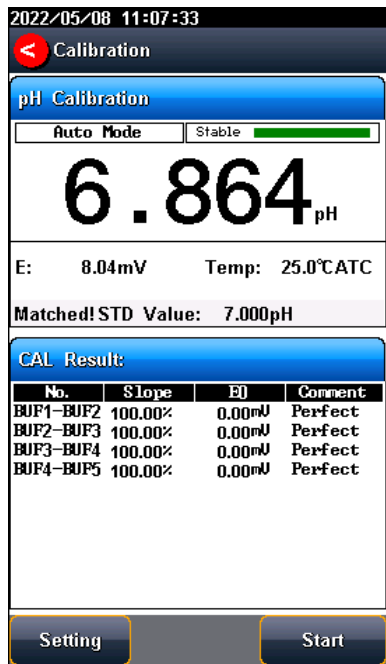 2022/05/08 11:07:33
< Calibration
pH Calibration
Auto Mode Stable
6.864pH
E: 8.04mV Temp: 25.0℃ATC
Matched!STD Value: 7.000pH
CAL Result:
No. Slope E0 Comment
BUF1-BUF2 100.00% 0.00mV Perfect
BUF2-BUF3 100.00% 0.00mV Perfect
BUF3-BUF4 100.00% 0.00mV Perfect
BUF4-BUF5 100.00% 0.00mV Perfect
Setting Start